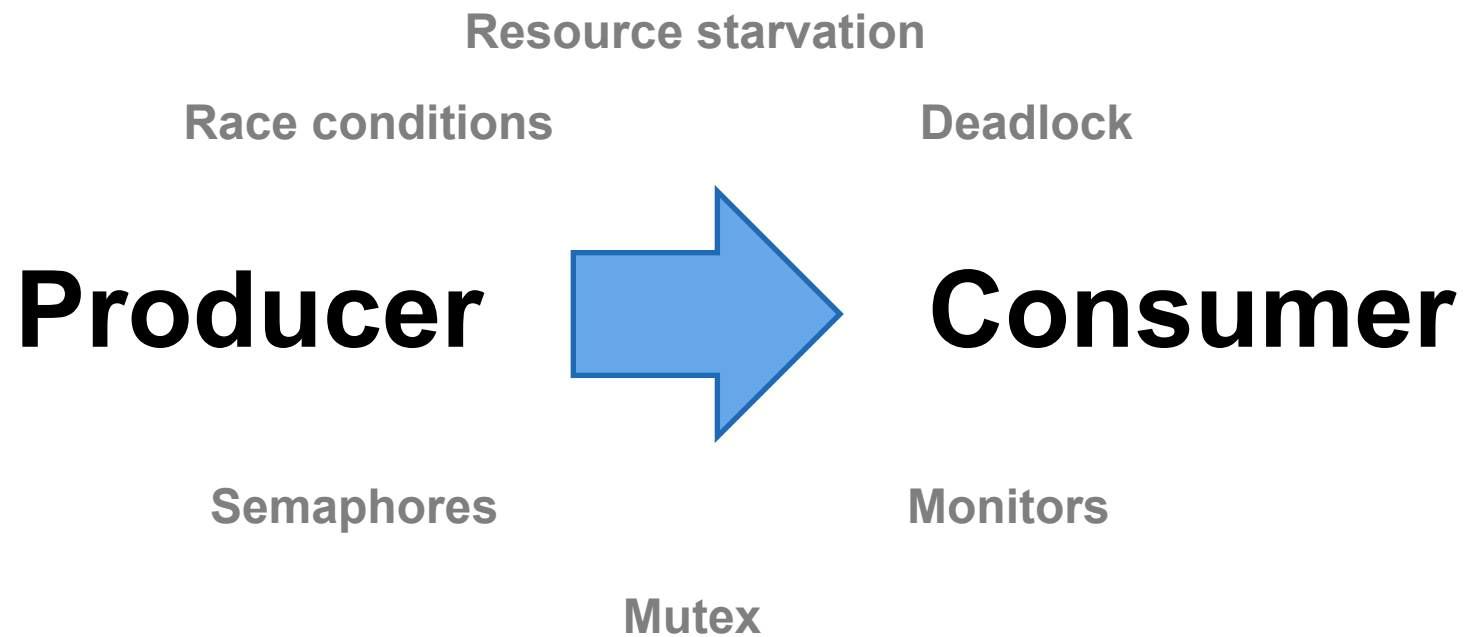 Resource starvation
Race conditions
Deadlock
Producer
Consumer
Semaphores
Monitors
Mutex